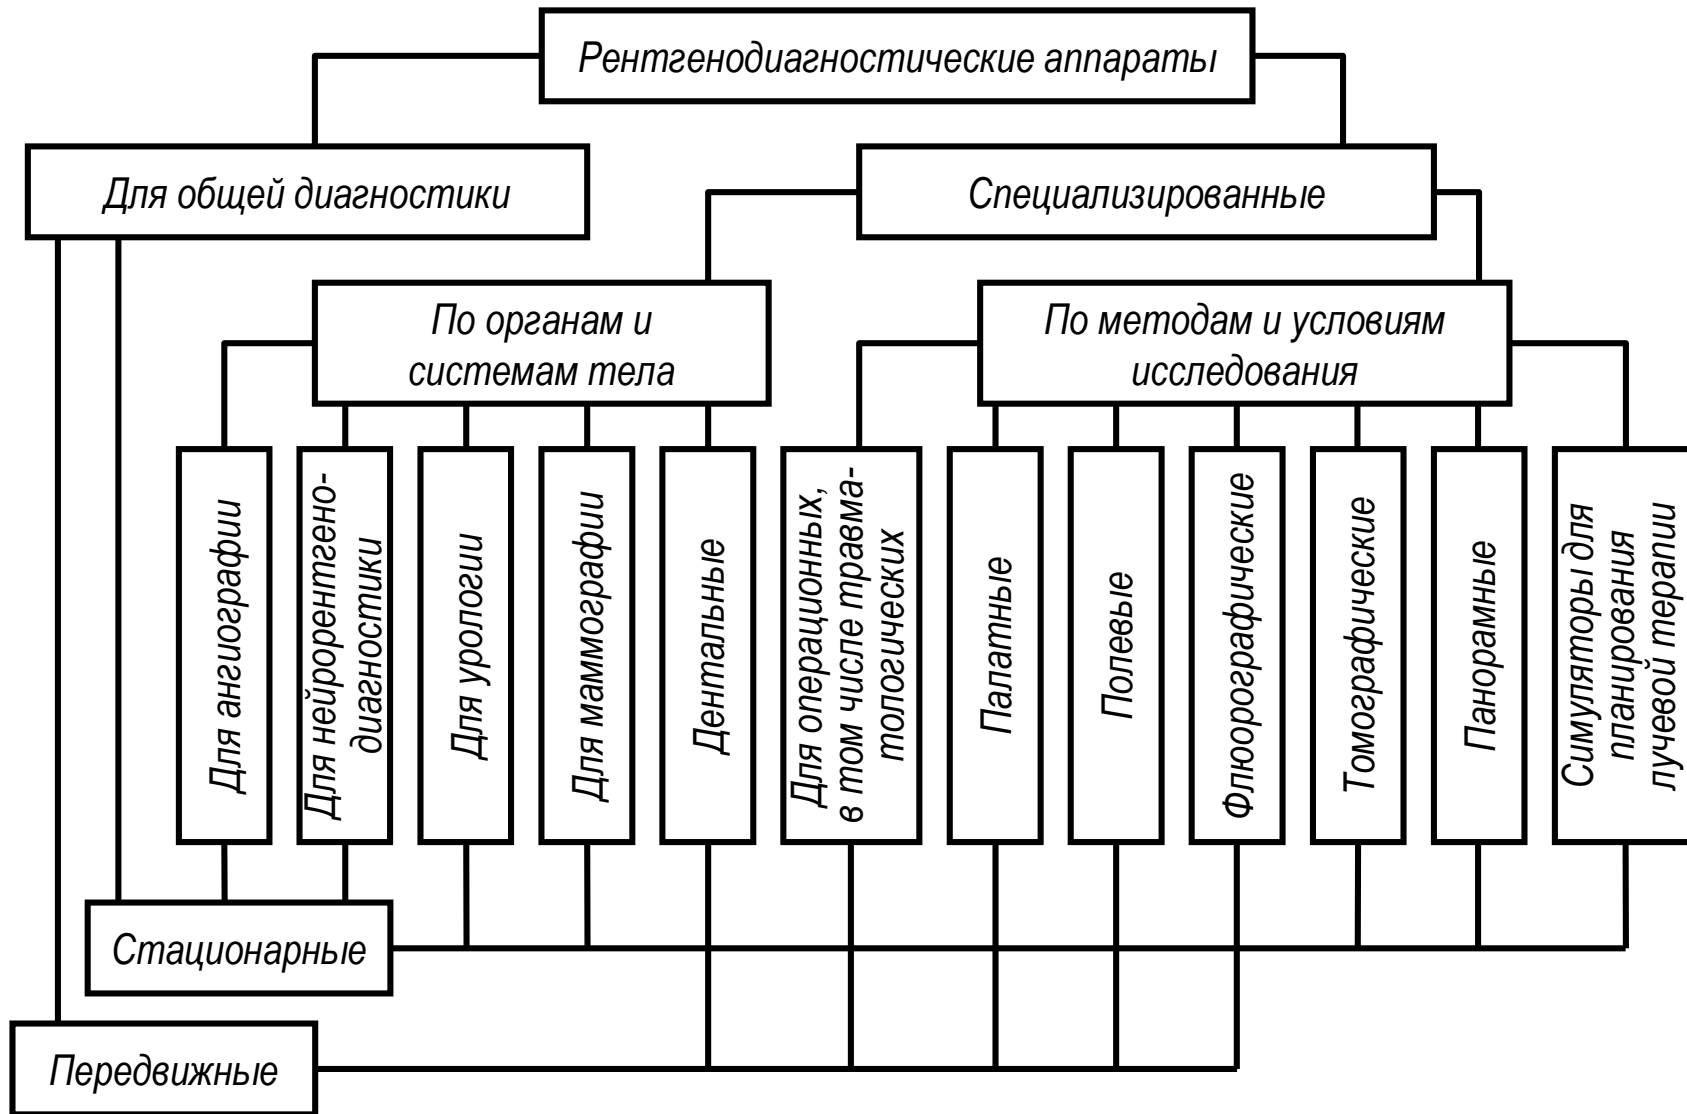 Рентгенодиагностические аппараты
Для общей диагностики
Специализированные
По органам и
системам тела
По методам и условиям
исследования
Для ангиографии
Для нейрорентгено-
диагностики
Для урологии
Для маммографии
Дентальные
Для операционных,
в том числе травма-
тологических
Палатные
Полевые
Флюорографические
Томографические
Панорамные
Симуляторы для
планирования
лучевой терапии
Стационарные
Передвижные